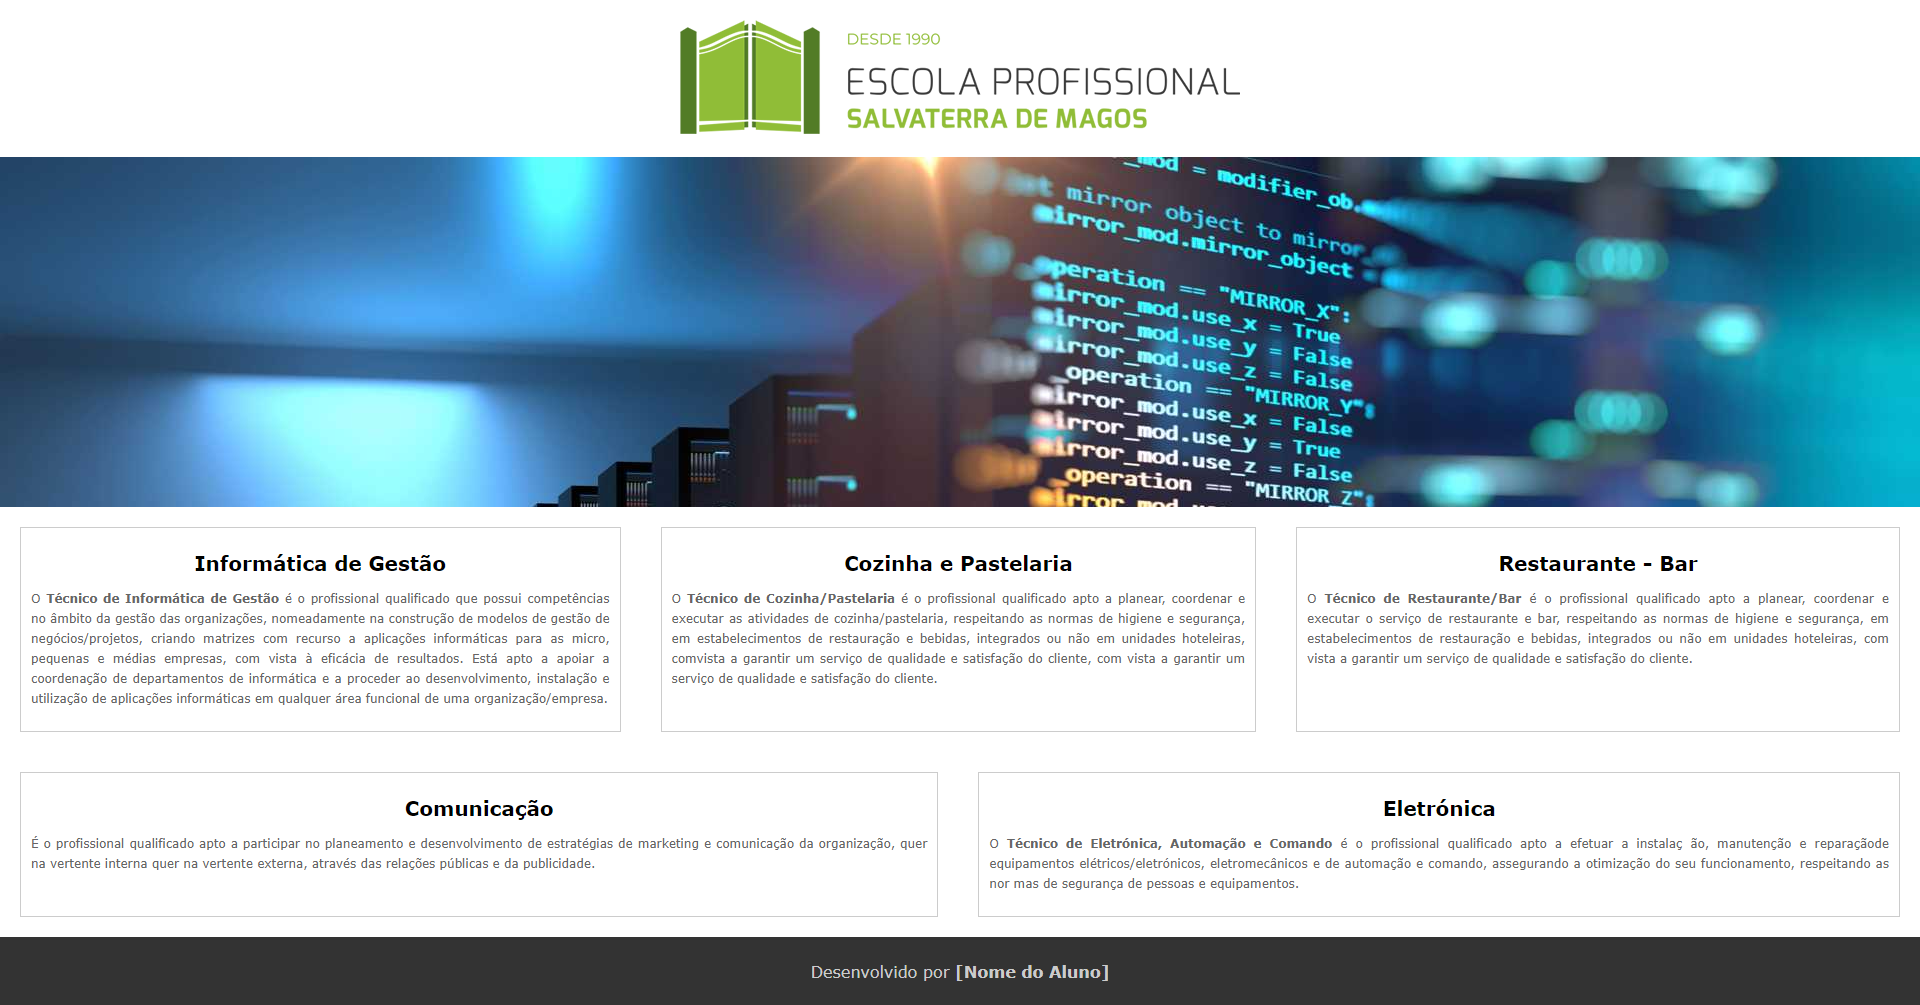 DESDE 1990
ESCOLA PROFISSIONAL
SALVATERRA DE MAGOS
_mod = modifier_ob.
mirror object to mirror
mirror_mod.mirror_object
operation == "MIRROR_X":
mirror_mod.use_x = True
mirror_mod.use_y = False
mirror_mod.use_z = False
_operation == "MIRROR_Y":
mirror_mod.use_x = False
mirror_mod.use_y = True
mirror_mod.use_z = False
_operation == "MIRROR_Z":
Informática de Gestão
O Técnico de Informática de Gestão é o profissional qualificado que possui competências
no âmbito da gestão das organizações, nomeadamente na construção de modelos de gestão de
negócios/projetos, criando matrizes com recurso a aplicações informáticas para as micro,
pequenas e médias empresas, com vista à eficácia de resultados. Está apto a apoiar a
coordenação de departamentos de informática e a proceder ao desenvolvimento, instalação e
utilização de aplicações informáticas em qualquer área funcional de uma organização/empresa.
Cozinha e Pastelaria
O Técnico de Cozinha/Pastelaria é o profissional qualificado apto a planear, coordenar e
executar as atividades de cozinha/pastelaria, respeitando as normas de higiene e segurança,
em estabelecimentos de restauração e bebidas, integrados ou não em unidades hoteleiras,
comvista a garantir um serviço de qualidade e satisfação do cliente, com vista a garantir um
serviço de qualidade e satisfação do cliente.
Restaurante - Bar
O Técnico de Restaurante/Bar é o profissional qualificado apto a planear, coordenar e
executar o serviço de restaurante e bar, respeitando as normas de higiene e segurança, em
estabelecimentos de restauração e bebidas, integrados ou não em unidades hoteleiras, com
vista a garantir um serviço de qualidade e satisfação do cliente.
Comunicação
É o profissional qualificado apto a participar no planeamento e desenvolvimento de estratégias de marketing e comunicação da organização, quer
na vertente interna quer na vertente externa, através das relações públicas e da publicidade.
Eletrónica
O Técnico de Eletrónica, Automação e Comando é o profissional qualificado apto a efetuar a instalaç ão, manutenção e reparaçãode
equipamentos elétricos/eletrónicos, eletromecânicos e de automação e comando, assegurando a otimização do seu funcionamento, respeitando as
nor mas de segurança de pessoas e equipamentos.
Desenvolvido por [Nome do Aluno]